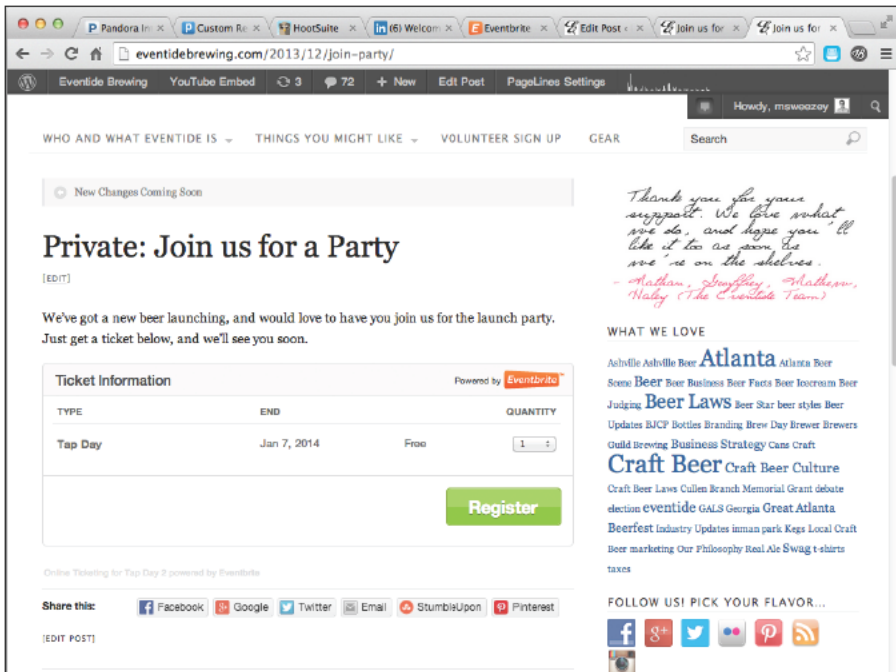 Pandora In
Custom Re
HootSuite
(6) Welcom
Eventbrite
Edit Post
Join us for
Join us for
eventidebrewing.com/2013/12/join-party/
Eventide Brewing YouTube Embed 3 72 + New Edit Post PageLines Settings
Howdy, msweezey
WHO AND WHAT EVENTIDE IS THINGS YOU MIGHT LIKE VOLUNTEER SIGN UP GEAR Search
New Changes Coming Soon
Private: Join us for a Party
[EDIT]
We've got a new beer launching, and would love to have you join us for the launch party.
Just get a ticket below, and we'll see you soon.
Ticket Information Powered by Eventbrite
TYPE END QUANTITY
Tap Day Jan 7, 2014 Free 1
Register
Online Ticketing for Tap Day 2 powered by Eventbrite
Share this: Facebook Google Twitter Email StumbleUpon Pinterest
[EDIT POST]
Thank you for your
support. We love what
we do, and hope you'll
like it too as soon as
we're on the shelves.
- Nathan, Geoffrey, Mathew,
Haley (The Eventide Team)
WHAT WE LOVE
Ashville Ashville Beer Atlanta Atlanta Beer
Scene Beer Beer Business Beer Facts Beer Icecream Beer
Judging Beer Laws Beer Star beer styles Beer
Updates BJCP Bottles Branding Brew Day Brewer Brewers
Guild Brewing Business Strategy Cans Craft
Craft Beer Craft Beer Culture
Craft Beer Laws Cullen Branch Memorial Grant debate
election eventide GALS Georgia Great Atlanta
Beerfest Industry Updates inman park Kegs Local Craft
Beer marketing Our Philosophy Real Ale Swag t-shirts
taxes
FOLLOW US! PICK YOUR FLAVOR...